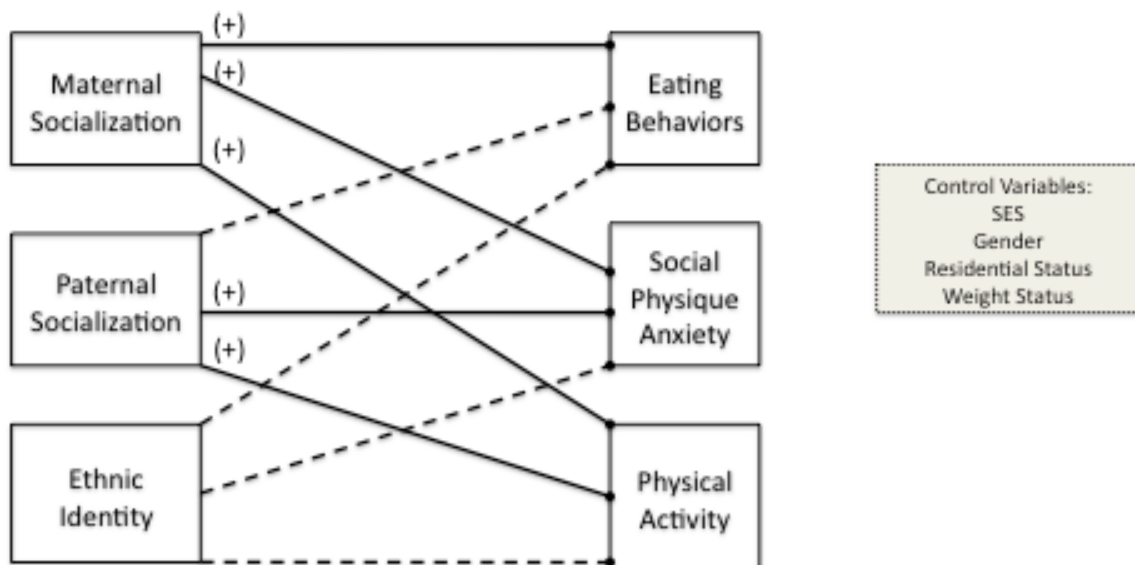 (+)
Maternal
Socialization
(+)
(+)
Eating
Behaviors
Paternal
Socialization
(+)
(+)
Social
Physique
Anxiety
Ethnic
Identity
Physical
Activity
Control Variables:
SES
Gender
Residential Status
Weight Status